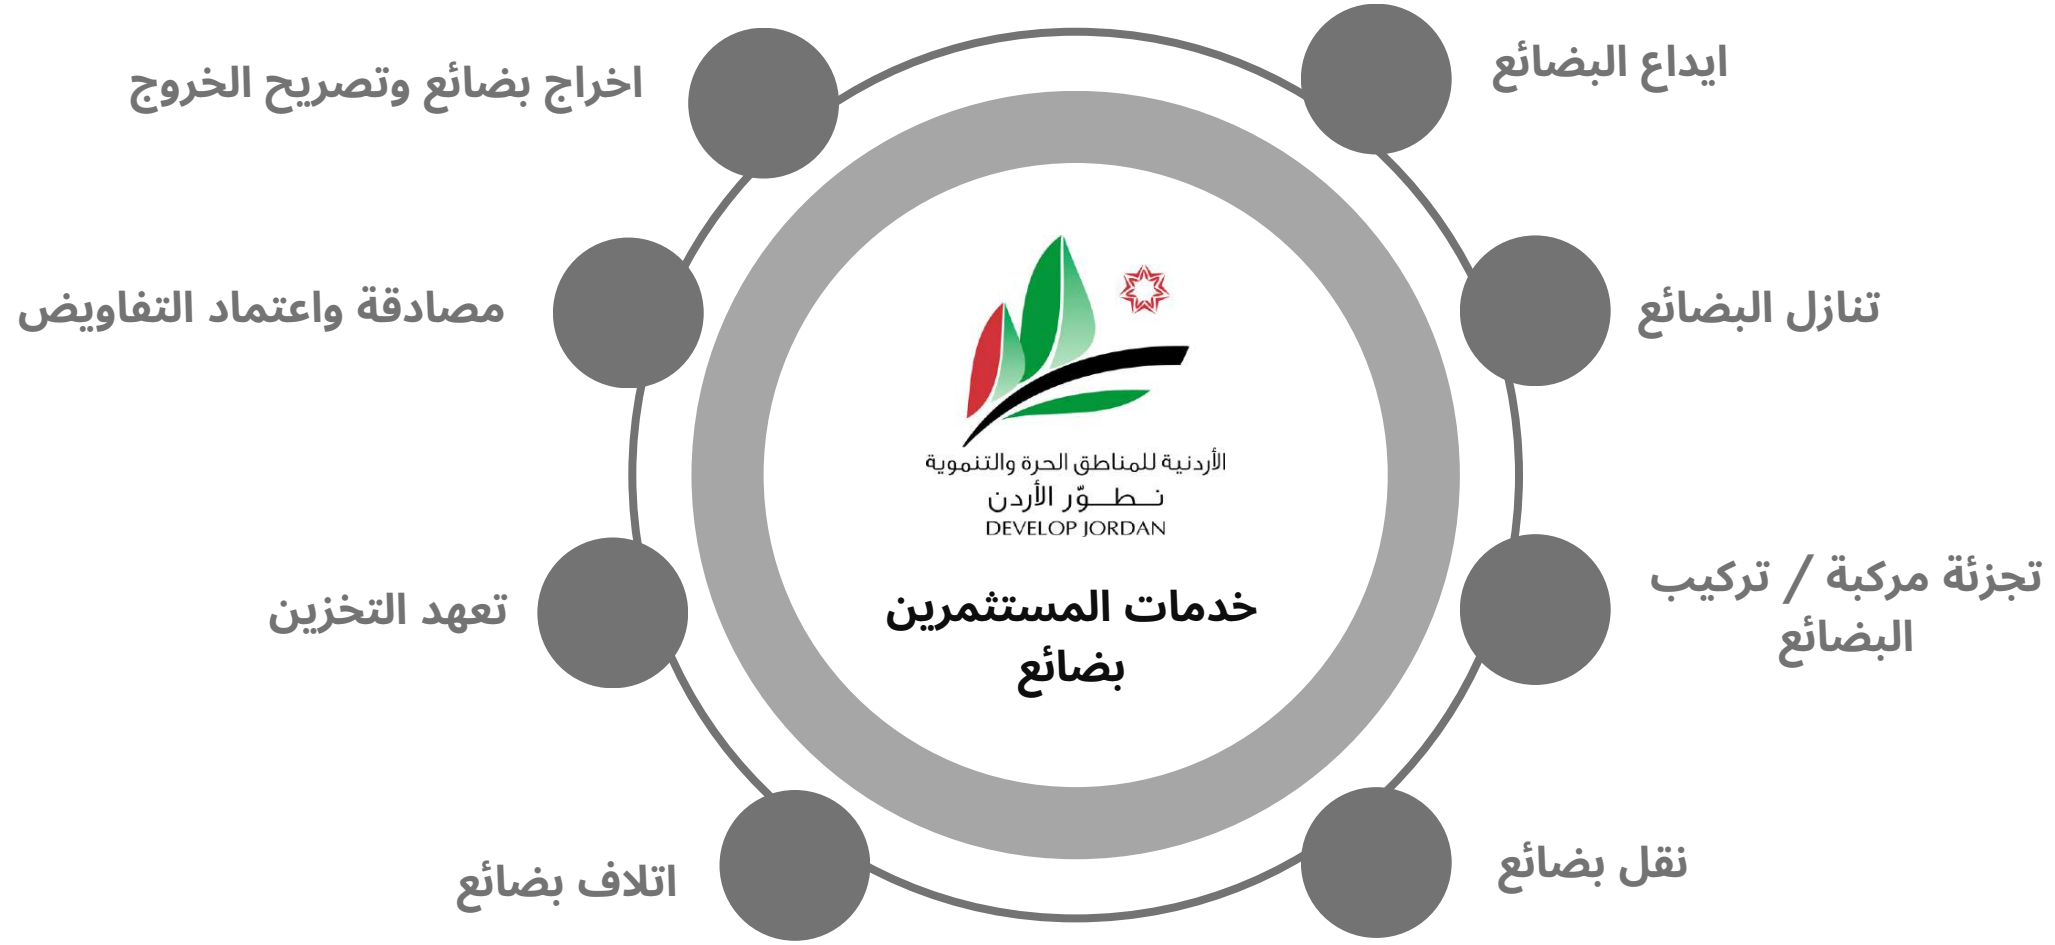 ايداع البضائع
اخراج بضائع وتصريح الخروج
تنازل البضائع
مصادقة واعتماد التفاويض
الأردنية للمناطق الحرة والتنموية
نـــطـــوّر الأردن
DEVELOP JORDAN
خدمات المستثمرين
بضائع
تجزئة مركبة / تركيب
البضائع
تعهد التخزين
نقل بضائع
اتلاف بضائع